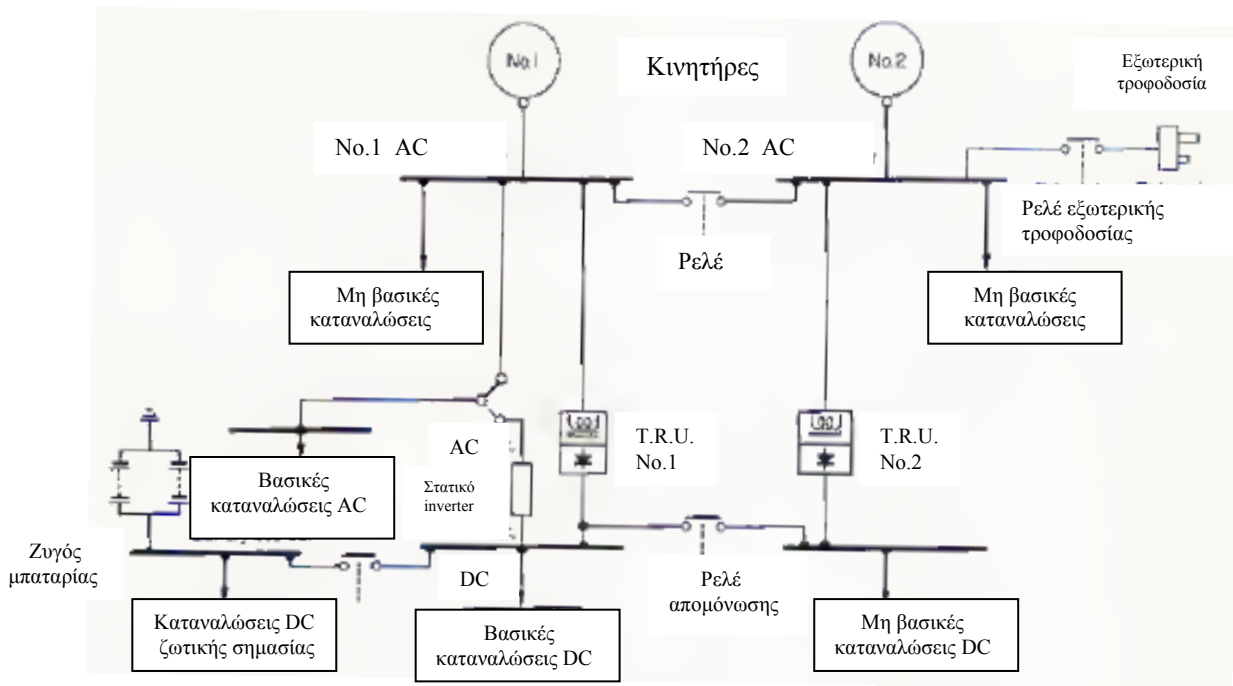 No.1
Κινητήρες
No.2
Εξωτερική
τροφοδοσία
No.1 AC
No.2 AC
Ρελέ εξωτερικής
τροφοδοσίας
Ρελέ
Μη βασικές
καταναλώσεις
Μη βασικές
καταναλώσεις
T.R.U.
No.1
T.R.U.
No.2
AC
Στατικό
inverter
Βασικές
καταναλώσεις AC
Ζυγός
μπαταρίας
DC
Ρελέ
απομόνωσης
Καταναλώσεις DC
ζωτικής σημασίας
Βασικές
καταναλώσεις DC
Μη βασικές
καταναλώσεις DC